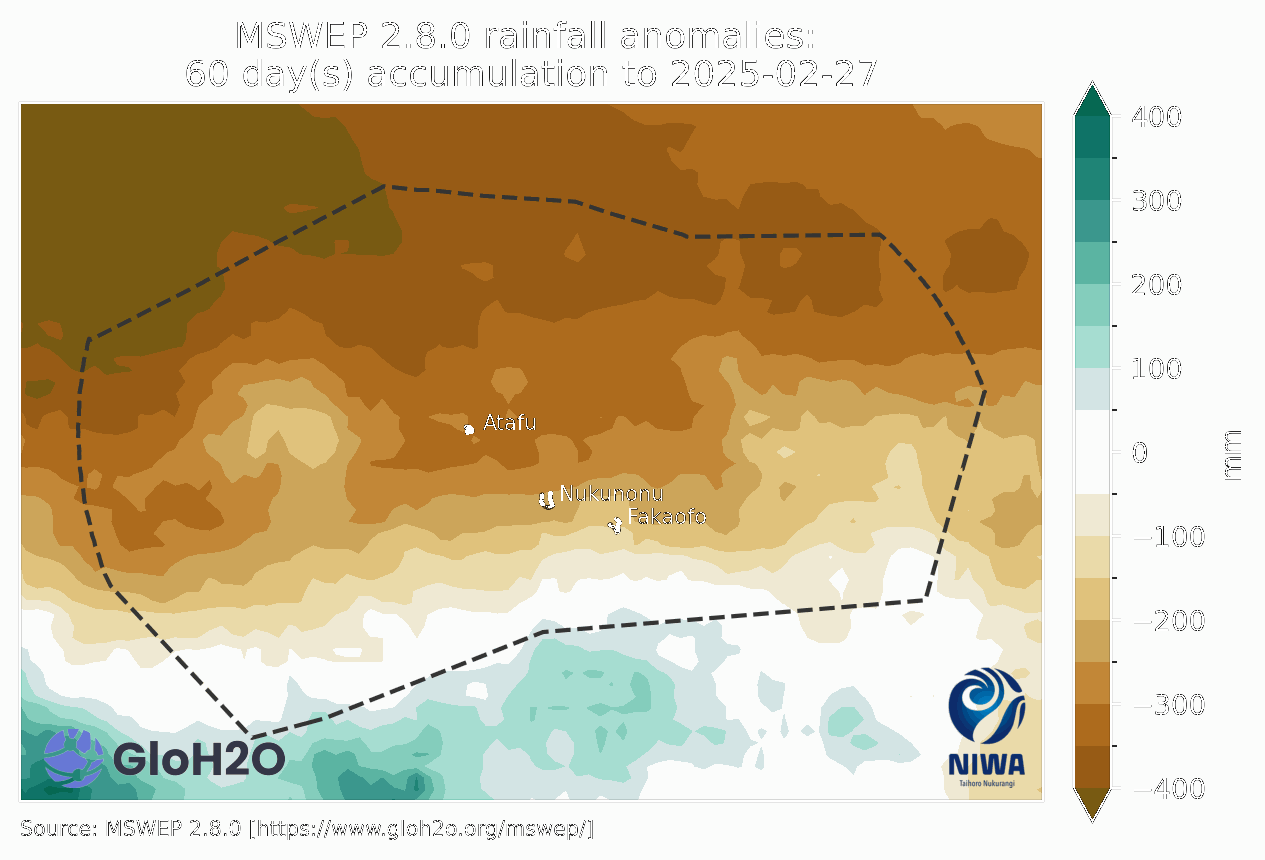 MSWEP 2.8.0 rainfall anomalies:
60 day(s) accumulation to 2025-02-27
400
300
200
100
0
−100
−200
−300
−400
mm
Atafu
Nukunonu
Fakaofo
GloH2O
NIWA
Taihoro Nukurangi
Source: MSWEP 2.8.0 [https://www.gloh2o.org/mswep/]